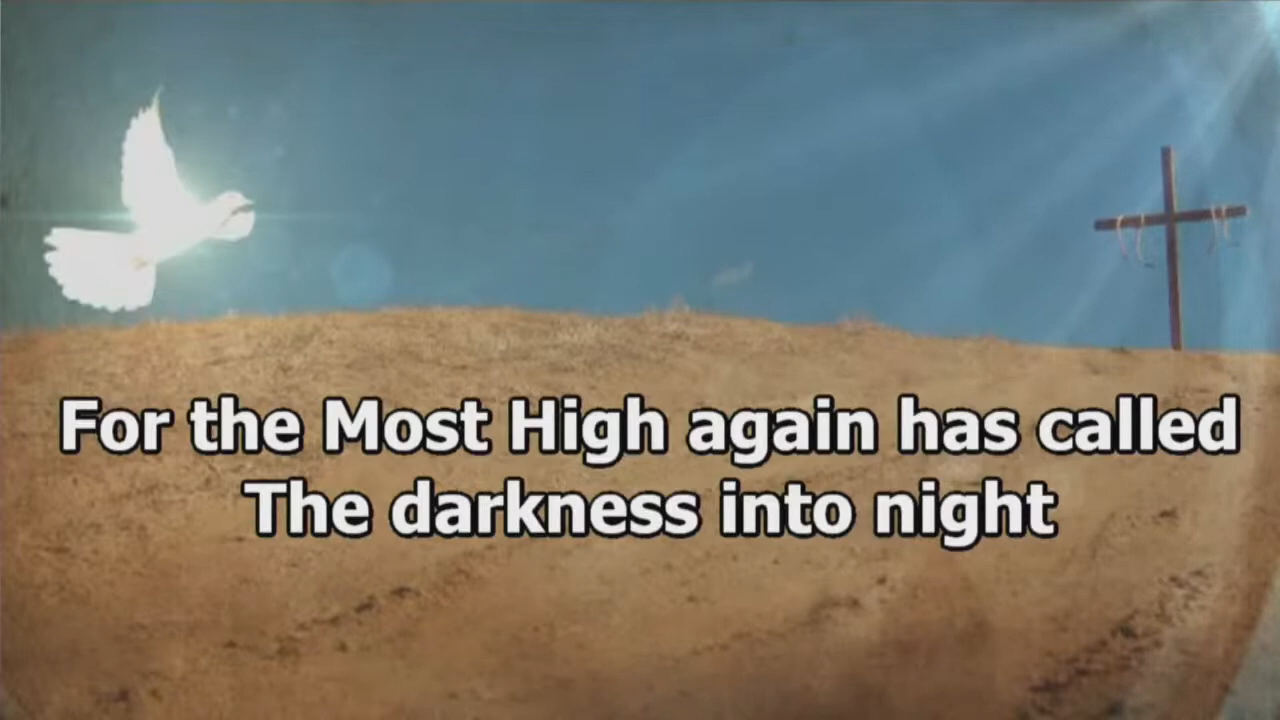 For the Most High again has called
The darkness into night